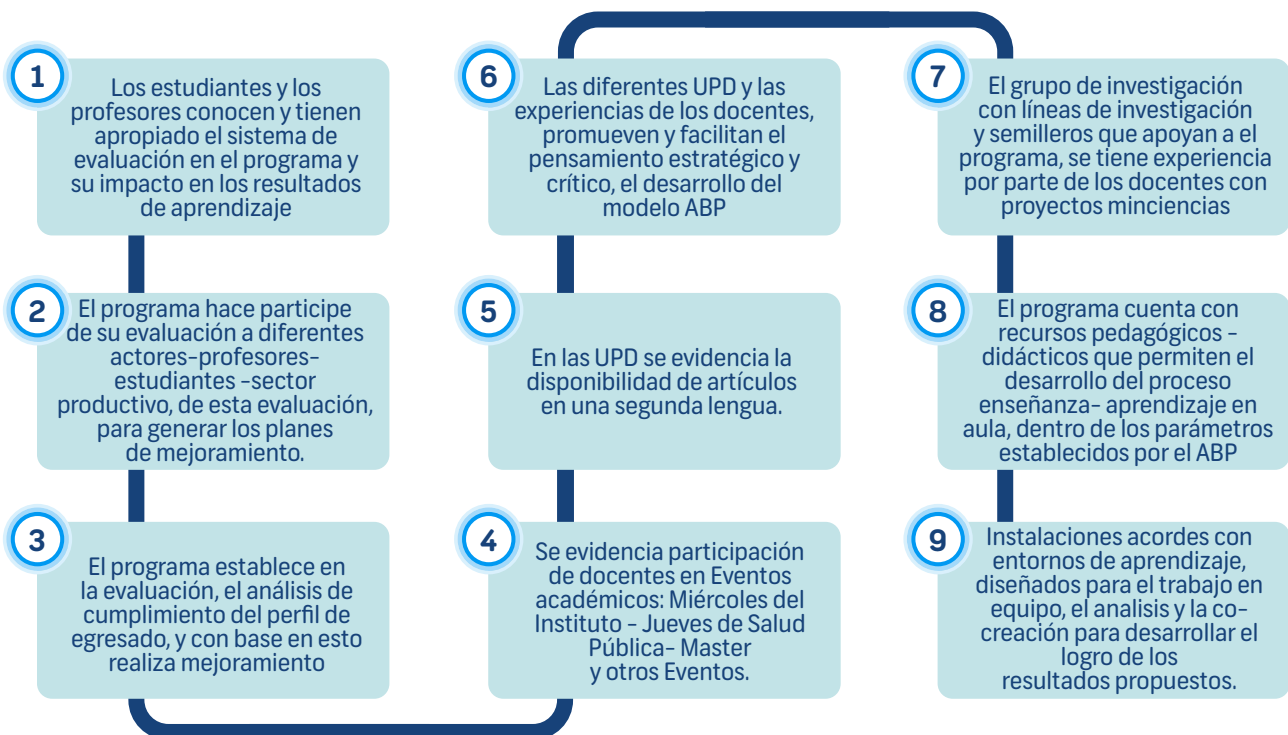 1
Los estudiantes y los
profesores conocen y tienen
apropiado el sistema de
evaluación en el programa y
su impacto en los resultados
de aprendizaje
2
El programa hace participe
de su evaluación a diferentes
actores-profesores-
estudiantes -sector
productivo, de esta evaluación,
para generar los planes
de mejoramiento.
3
El programa establece en
la evaluación, el análisis de
cumplimiento del perfil de
egresado, y con base en esto
realiza mejoramiento
4
Se evidencia participación
de docentes en Eventos
académicos: Miércoles del
Instituto - Jueves de Salud
Pública- Master
y otros Eventos.
5
En las UPD se evidencia la
disponibilidad de artículos
en una segunda lengua.
6
Las diferentes UPD y las
experiencias de los docentes,
promueven y facilitan el
pensamiento estratégico y
crítico, el desarrollo del
modelo ABP
7
El grupo de investigación
con líneas de investigación
y semilleros que apoyan a el
programa, se tiene experiencia
por parte de los docentes con
proyectos minciencias
8
El programa cuenta con
recursos pedagógicos -
didácticos que permiten el
desarrollo del proceso
enseñanza- aprendizaje en
aula, dentro de los parámetros
establecidos por el ABP
9
Instalaciones acordes con
entornos de aprendizaje,
diseñados para el trabajo en
equipo, el analisis y la co-
creación para desarrollar el
logro de los
resultados propuestos.